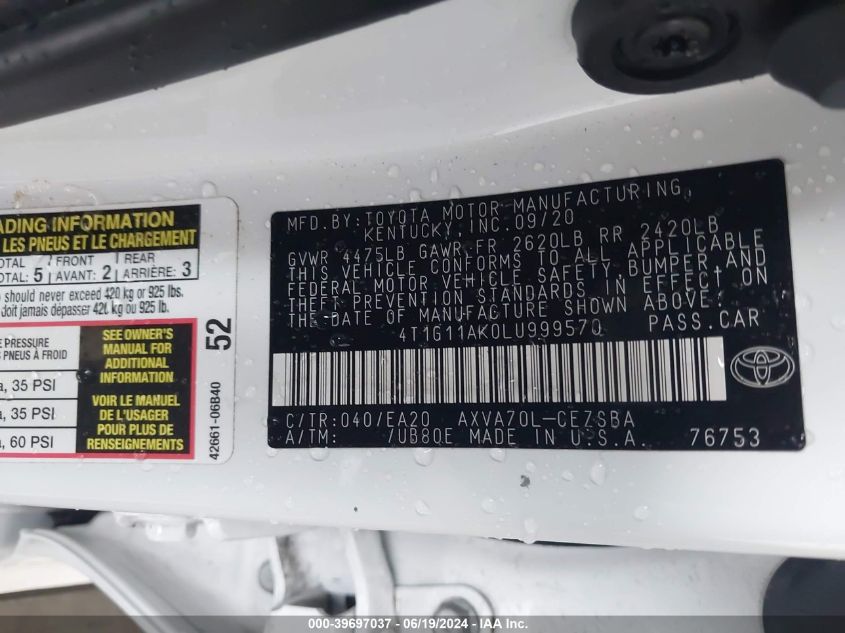 ADING INFORMATION
LES PNEUS ET LE CHARGEMENT
TOTAL FRONT REAR
TOTAL: 5 AVANT: 2 ARRIÈRE: 3
o should never exceed 420 kg or 925 lbs.
doit jamais dépasser 420 kg ou 925 lb.
PRESSURE
PNEUS À FROID
a, 35 PSI
a, 35 PSI
a, 60 PSI
SEE OWNER'S
MANUAL FOR
ADDITIONAL
INFORMATION
VOIR LE MANUEL
DE L'USAGER
POUR PLUS DE
RENSEIGNEMENTS
52
42661-06B40
MFD. BY: TOYOTA MOTOR MANUFACTURING,
KENTUCKY, INC. 09/20
GVWR 4475LB GAWR FR 2620LB RR 2420LB
THIS VEHICLE CONFORMS TO ALL APPLICABLE
FEDERAL MOTOR VEHICLE SAFETY, BUMPER AND
THEFT PREVENTION STANDARDS IN EFFECT ON
THE DATE OF MANUFACTURE SHOWN ABOVE.
4T1G11AK0LU999570 PASS.CAR
C/TR:040/EA20 AXVA70L-CEZSBA
A/TM: /UB80E MADE IN U.S.A. 76753
TOYOTA
000-39697037 - 06/19/2024 - IAA Inc.